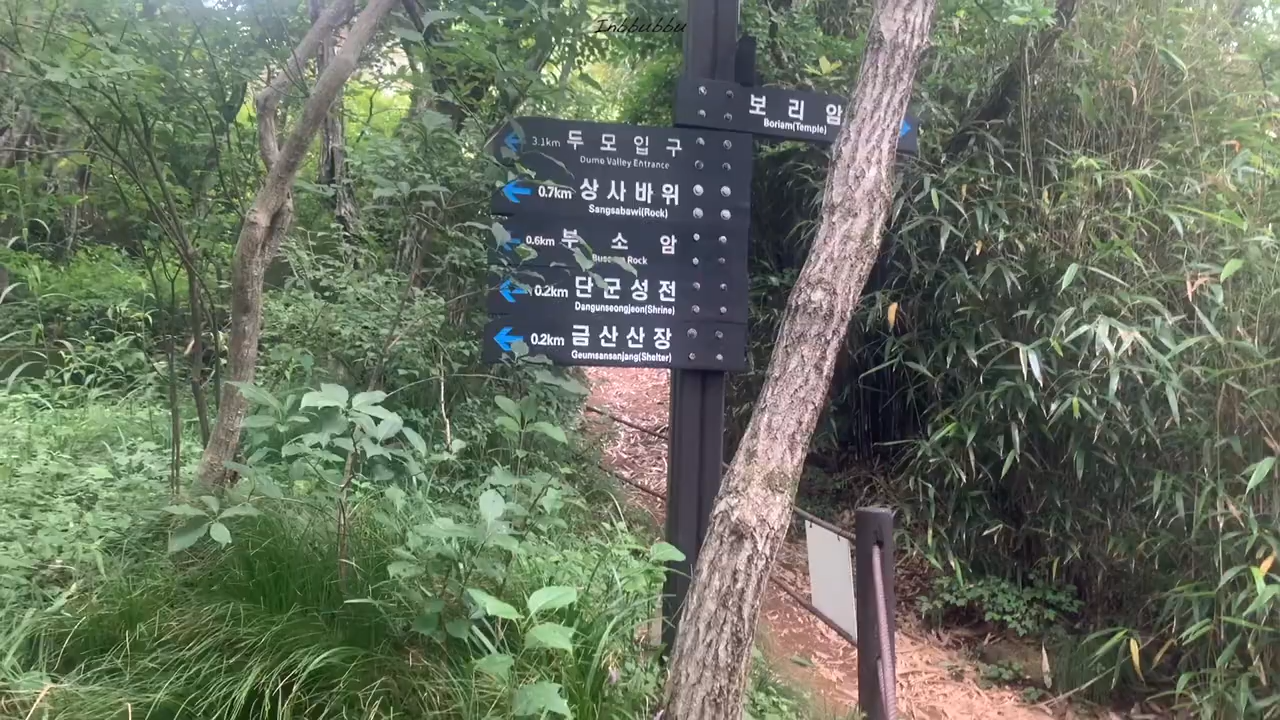 Inbbubbu
보리암
Boriam(Temple)
3.1km 두모입구
Dumo Valley Entrance
0.7km 상사바위
Sangsabawi(Rock)
0.6km 부소암
Rock
0.2km 단군성전
Dangunseongjeon(Shrine)
0.2km 금산산장
Geumsansanjang(Shelter)